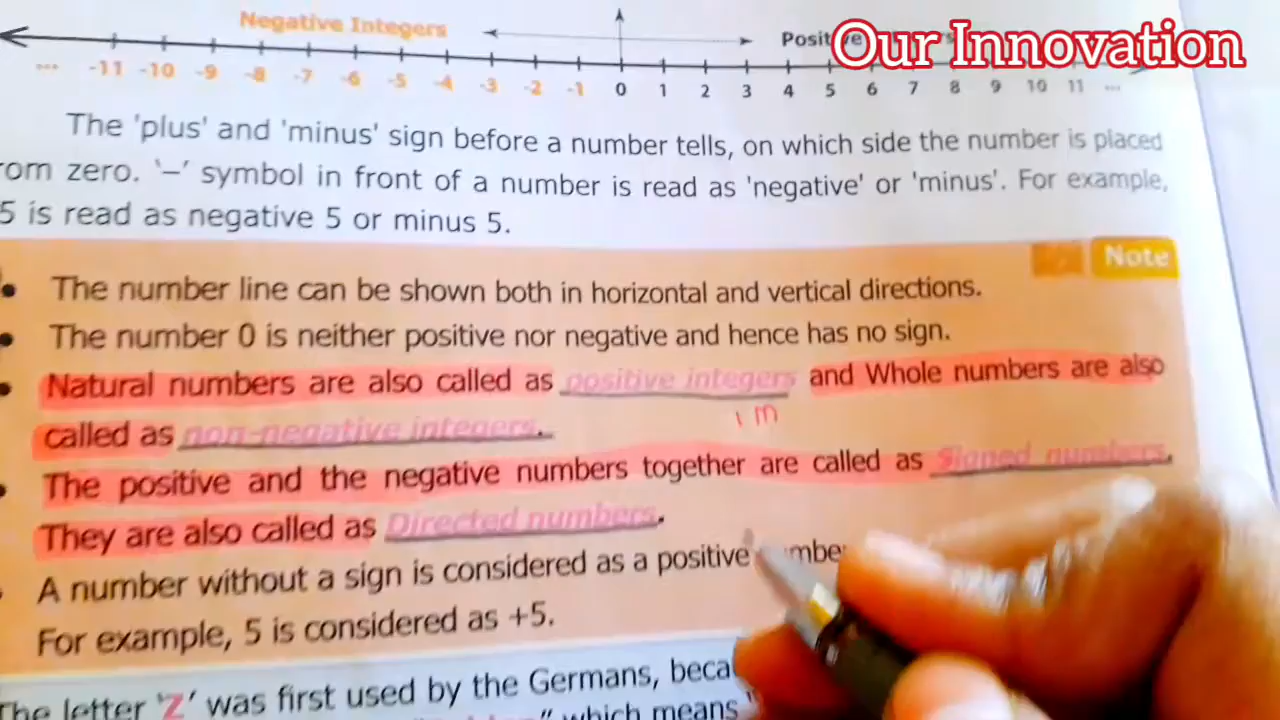 Negative Integers
Our Innovation
... -11 -10 -9 -8 -7 -6 -5 -4 -3 -2 -1 0 1 2 3 4 5 6 7 8 9 10 11 ...
The 'plus' and 'minus' sign before a number tells, on which side the number is placed
rom zero. '–' symbol in front of a number is read as 'negative' or 'minus'. For example,
5 is read as negative 5 or minus 5.
Note
• The number line can be shown both in horizontal and vertical directions.
• The number 0 is neither positive nor negative and hence has no sign.
• Natural numbers are also called as positive integers and Whole numbers are also
called as non-negative integers.
1 m
• The positive and the negative numbers together are called as Signed numbers.
They are also called as Directed numbers.
• A number without a sign is considered as a positive
For example, 5 is considered as +5.
The letter 'Z' was first used by the Germans, beca
" which means "